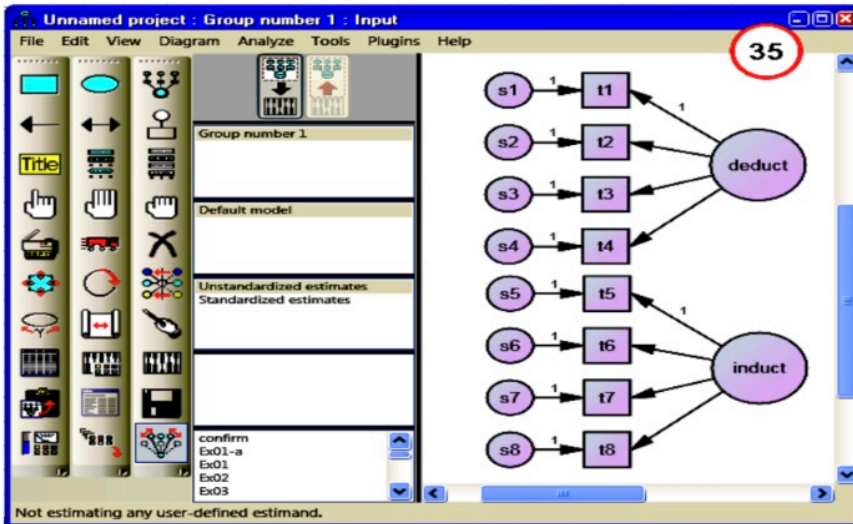 Unnamed project : Group number 1 : Input
File Edit View Diagram Analyze Tools Plugins Help
35
Title
Group number 1
Default model
Unstandardized estimates
Standardized estimates
confirm
Ex01-a
Ex01
Ex02
Ex03
s1 1 t1
1
s2 1 t2
deduct
s3 1 t3
s4 1 t4
s5 1 t5
1
s6 1 t6
induct
s7 1 t7
s8 1 t8
Not estimating any user-defined estimand.